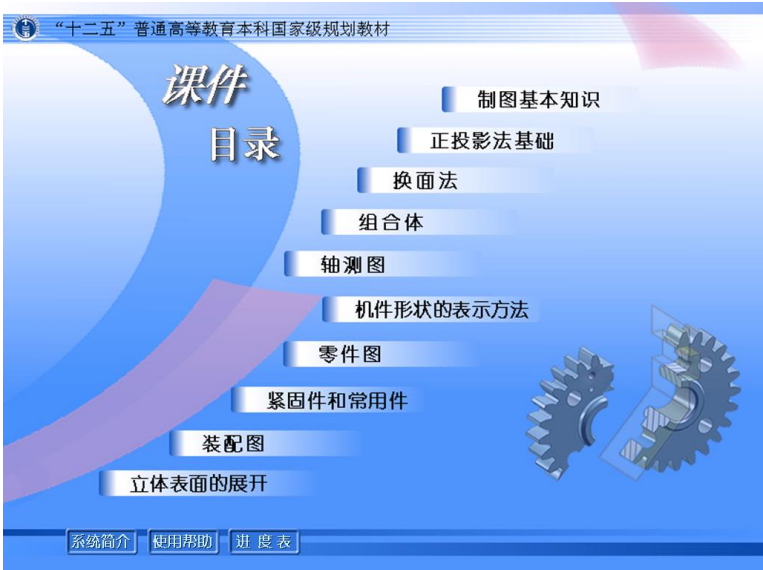 “十二五”普通高等教育本科国家级规划教材
课件
目录
制图基本知识
正投影法基础
换面法
组合体
轴测图
机件形状的表示方法
零件图
紧固件和常用件
装配图
立体表面的展开
系统简介 使用帮助 进度表